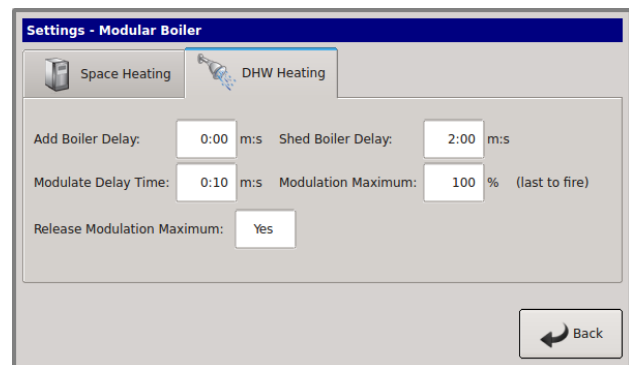 Settings - Modular Boiler
Space Heating DHW Heating
Add Boiler Delay: 0:00 m:s Shed Boiler Delay: 2:00 m:s
Modulate Delay Time: 0:10 m:s Modulation Maximum: 100 % (last to fire)
Release Modulation Maximum: Yes
Back